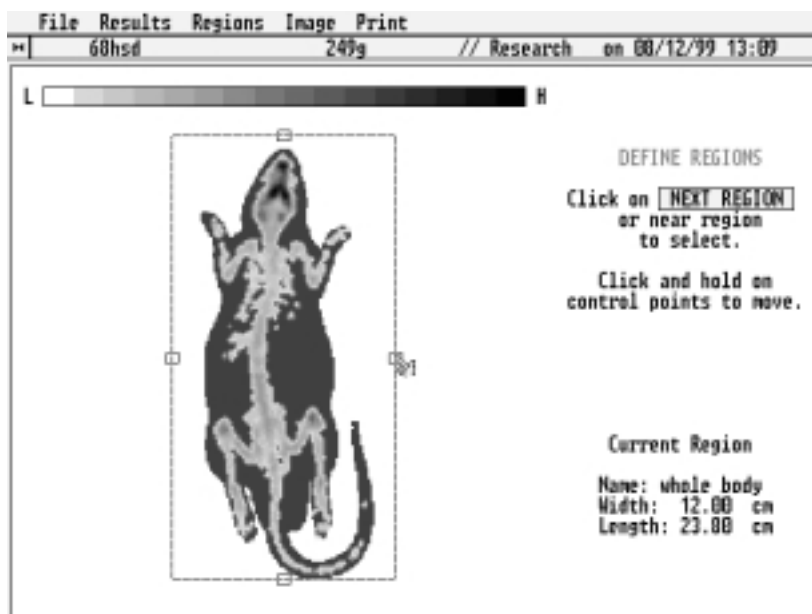 File Results Regions Image Print
60hsd 249g // Research on 08/12/99 13:09
L H
DEFINE REGIONS
Click on NEXT REGION
or near region
to select.
Click and hold on
control points to move.
Current Region
Name: whole body
Width: 12.00 cm
Length: 23.80 cm